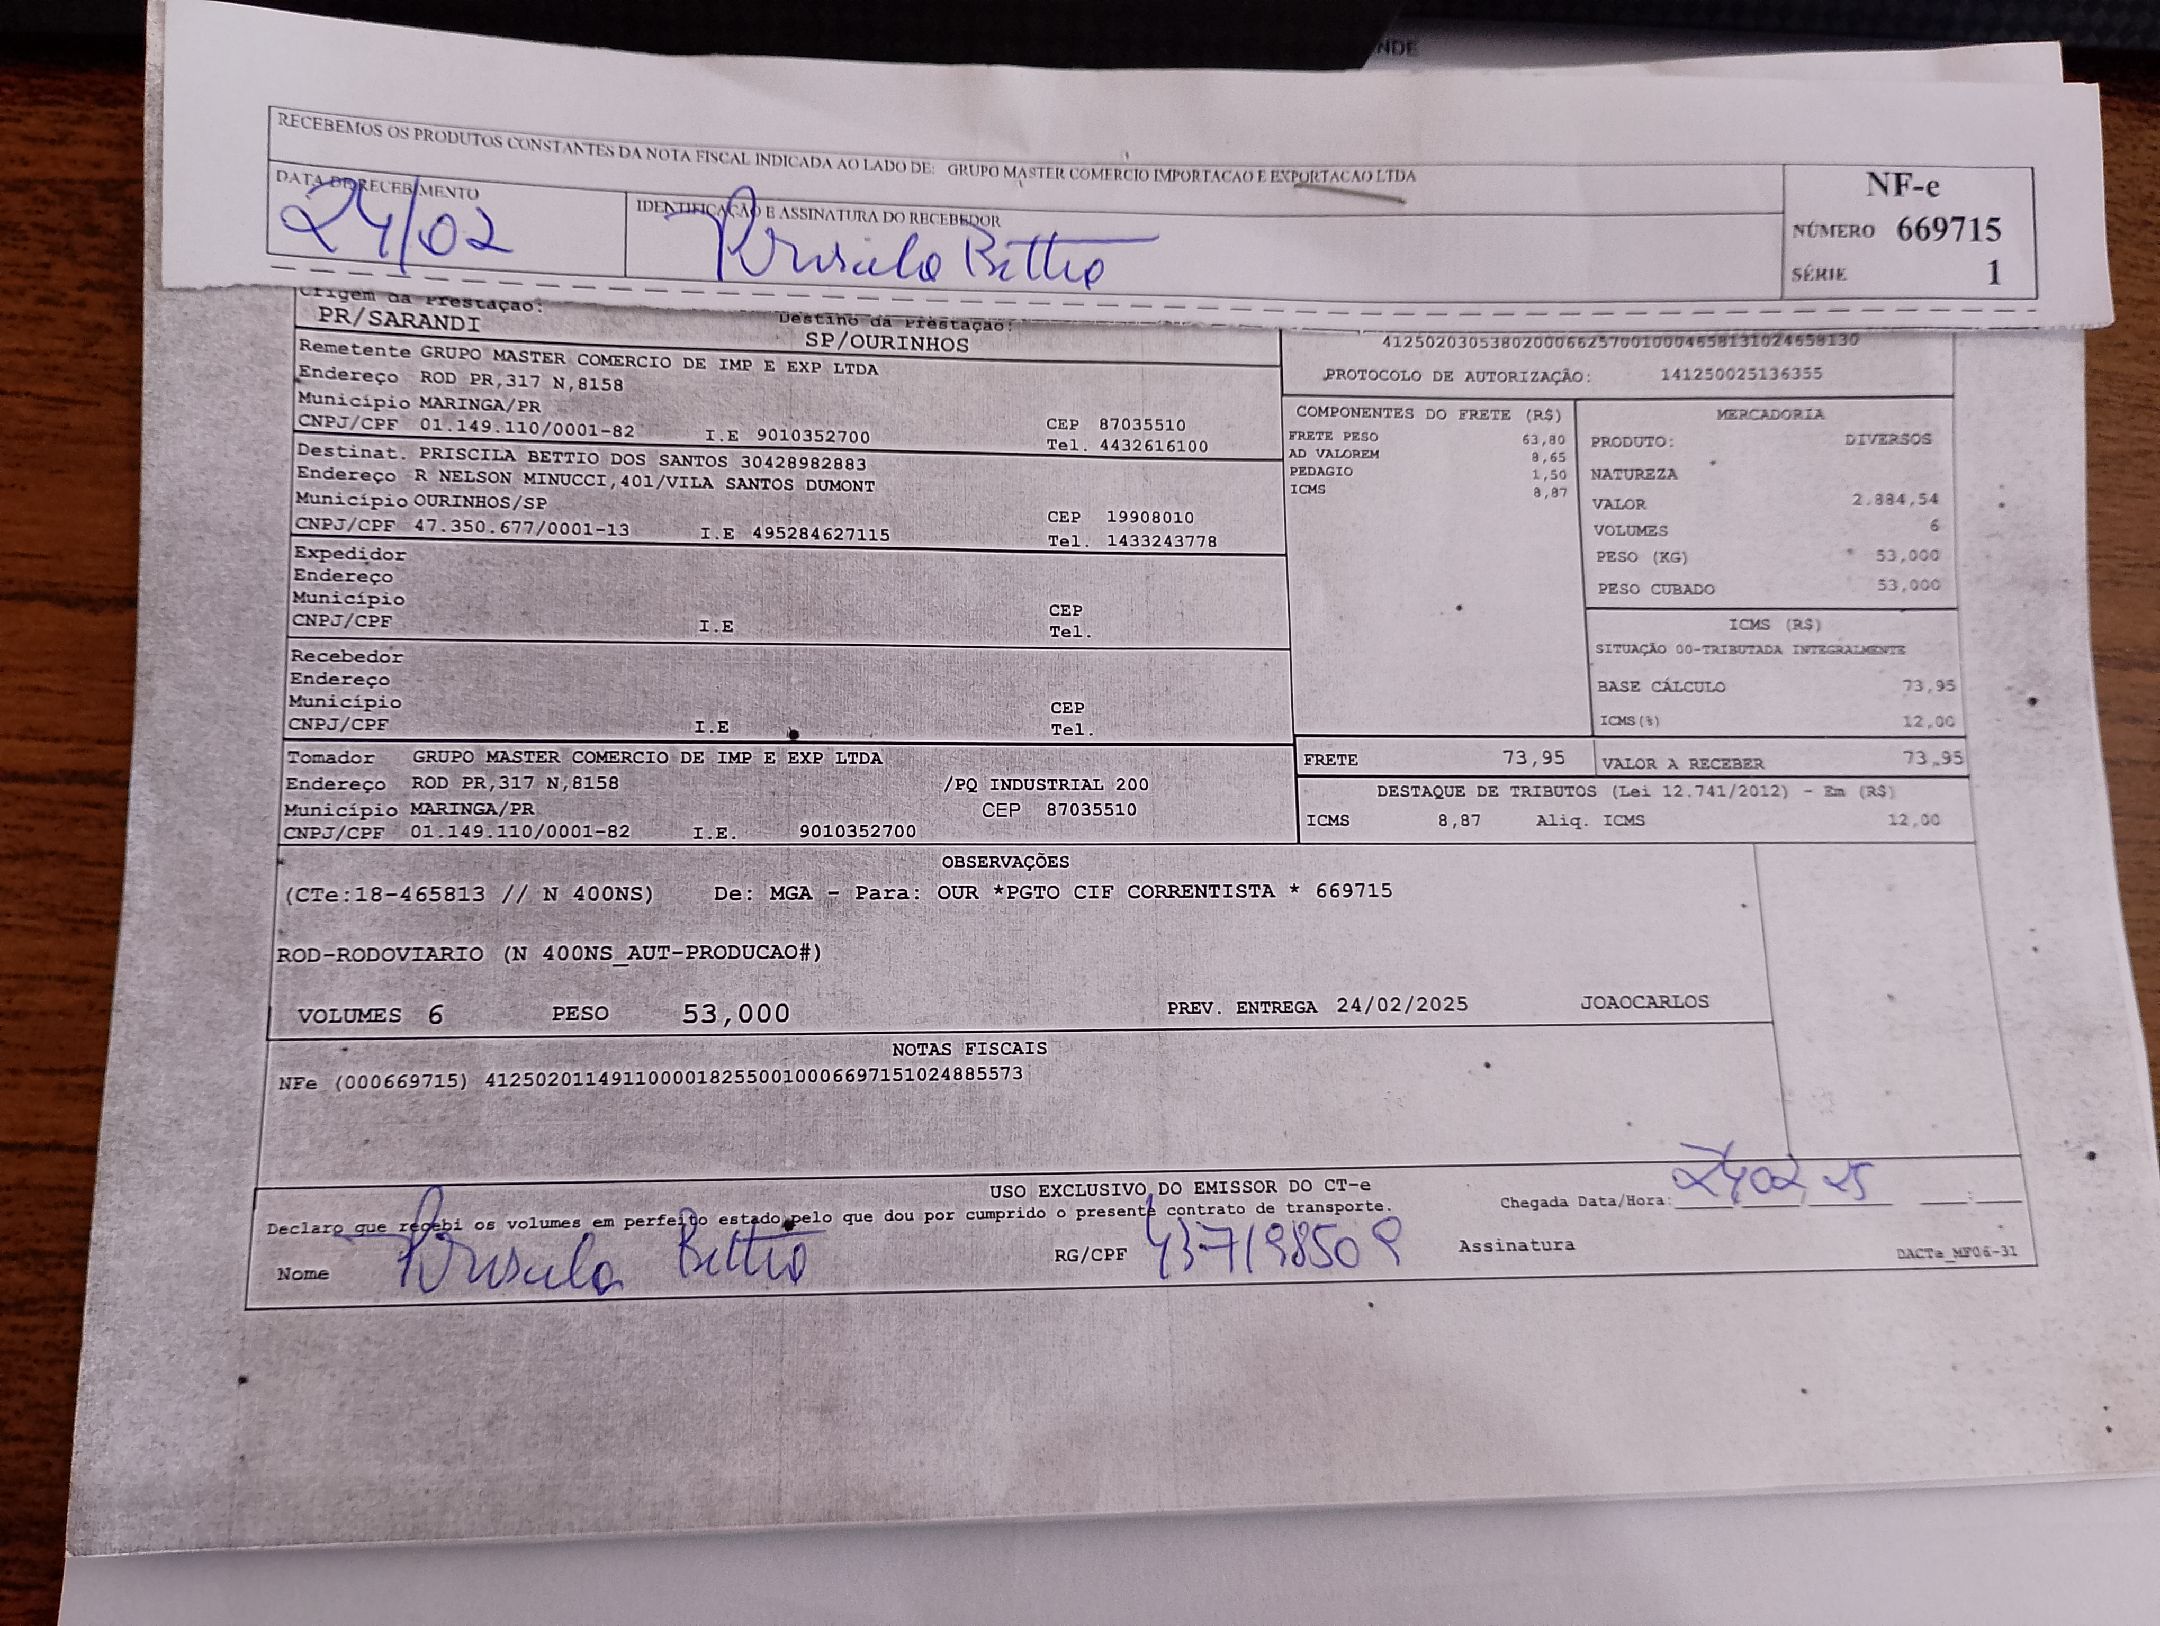 NDE
RECEBEMOS OS PRODUTOS CONSTANTES DA NOTA FISCAL INDICADA AO LADO DE: GRUPO MASTER COMERCIO IMPORTACAO E EXPORTACAO LTDA
DATA DE RECEBIMENTO
24/02
IDENTIFICAÇÃO E ASSINATURA DO RECEBEDOR
Priscila Bettio
NF-e
NÚMERO 669715
SÉRIE 1
Origem da Prestação:
PR/SARANDI
Destino da Prestação:
SP/OURINHOS
Remetente GRUPO MASTER COMERCIO DE IMP E EXP LTDA
Endereço ROD PR,317 N,8158
Município MARINGA/PR CEP 87035510
CNPJ/CPF 01.149.110/0001-82 I.E 9010352700 Tel. 4432616100
Destinat. PRISCILA BETTIO DOS SANTOS 30428982883
Endereço R NELSON MINUCCI,401/VILA SANTOS DUMONT
Município OURINHOS/SP CEP 19908010
CNPJ/CPF 47.350.677/0001-13 I.E 495284627115 Tel. 1433243778
Expedidor
Endereço
Município CEP
CNPJ/CPF I.E Tel.
Recebedor
Endereço
Município CEP
CNPJ/CPF I.E Tel.
Tomador GRUPO MASTER COMERCIO DE IMP E EXP LTDA
Endereço ROD PR,317 N,8158 /PQ INDUSTRIAL 200
Município MARINGA/PR CEP 87035510
CNPJ/CPF 01.149.110/0001-82 I.E. 9010352700
PROTOCOLO DE AUTORIZAÇÃO: 141250025136355
COMPONENTES DO FRETE (R$)
FRETE PESO 63,80
AD VALOREM 8,65
PEDAGIO 1,50
ICMS 8,87
MERCADORIA
PRODUTO: DIVERSOS
NATUREZA
VALOR 2.884,54
VOLUMES 6
PESO (KG) 53,000
PESO CUBADO 53,000
ICMS (R$)
SITUAÇÃO 00-TRIBUTADA INTEGRALMENTE
BASE CÁLCULO 73,95
ICMS(%) 12,00
FRETE 73,95 VALOR A RECEBER 73,95
DESTAQUE DE TRIBUTOS (Lei 12.741/2012) - Em (R$)
ICMS 8,87 Aliq. ICMS 12,00
OBSERVAÇÕES
(CTe:18-465813 // N 400NS) De: MGA - Para: OUR *PGTO CIF CORRENTISTA * 669715
ROD-RODOVIARIO (N 400NS_AUT-PRODUCAO#)
VOLUMES 6 PESO 53,000 PREV. ENTREGA 24/02/2025 JOAOCARLOS
NOTAS FISCAIS
NFe (000669715) 41250201149110000182550010006697151024885573
USO EXCLUSIVO DO EMISSOR DO CT-e
Declaro que recebi os volumes em perfeito estado pelo que dou por cumprido o presente contrato de transporte.
Chegada Data/Hora: 24 02 25
Nome Priscila Bettio RG/CPF Assinatura
DACTe_MF06-31